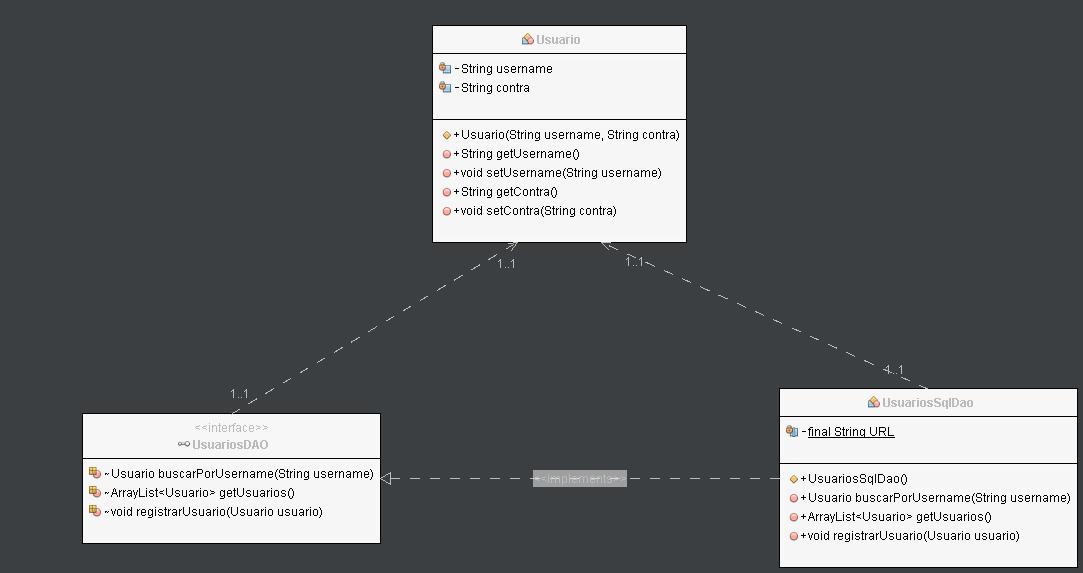 Usuario
-String username
-String contra
+Usuario(String username, String contra)
+String getUsername()
+void setUsername(String username)
+String getContra()
+void setContra(String contra)
1..1
1..1
1..1
1..1
<<interface>>
UsuariosDAO
~Usuario buscarPorUsername(String username)
~ArrayList<Usuario> getUsuarios()
~void registrarUsuario(Usuario usuario)
<<implements>>
UsuariosSqlDao
-final String URL
+UsuariosSqlDao()
+Usuario buscarPorUsername(String username)
+ArrayList<Usuario> getUsuarios()
+void registrarUsuario(Usuario usuario)